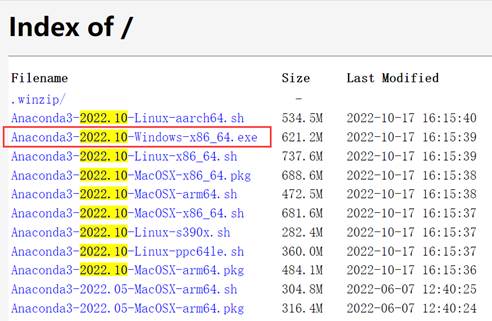 Index of /
Filename Size Last Modified
.winzip/ -
Anaconda3-2022.10-Linux-aarch64.sh 534.5M 2022-10-17 16:15:40
Anaconda3-2022.10-Windows-x86_64.exe 621.2M 2022-10-17 16:15:39
Anaconda3-2022.10-Linux-x86_64.sh 737.6M 2022-10-17 16:15:39
Anaconda3-2022.10-MacOSX-x86_64.pkg 688.6M 2022-10-17 16:15:38
Anaconda3-2022.10-MacOSX-arm64.sh 472.5M 2022-10-17 16:15:38
Anaconda3-2022.10-MacOSX-x86_64.sh 681.6M 2022-10-17 16:15:37
Anaconda3-2022.10-Linux-s390x.sh 282.4M 2022-10-17 16:15:37
Anaconda3-2022.10-Linux-ppc64le.sh 360.0M 2022-10-17 16:15:37
Anaconda3-2022.10-MacOSX-arm64.pkg 484.1M 2022-10-17 16:15:36
Anaconda3-2022.05-MacOSX-arm64.sh 304.8M 2022-06-07 12:40:25
Anaconda3-2022.05-MacOSX-arm64.pkg 316.4M 2022-06-07 12:40:24